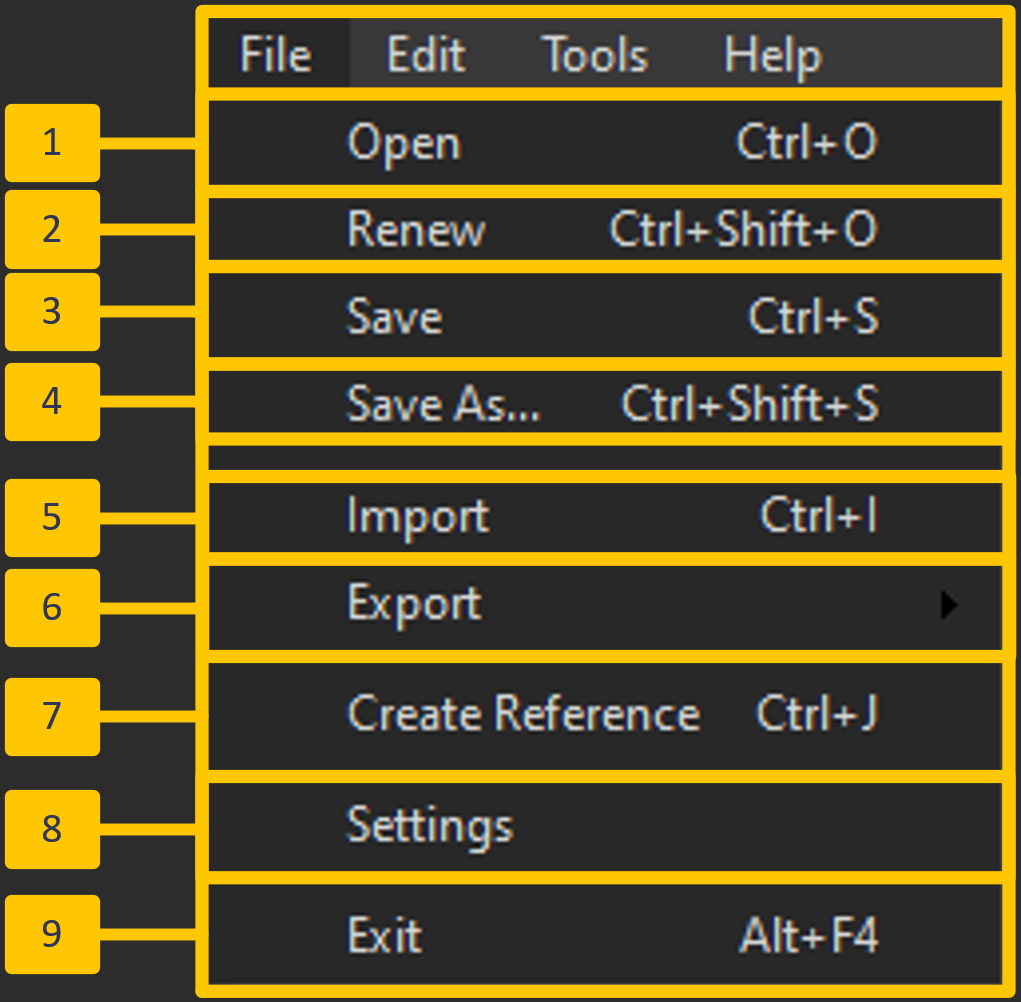 File Edit Tools Help
1 Open Ctrl+O
2 Renew Ctrl+Shift+O
3 Save Ctrl+S
4 Save As... Ctrl+Shift+S
5 Import Ctrl+I
6 Export
7 Create Reference Ctrl+J
8 Settings
9 Exit Alt+F4